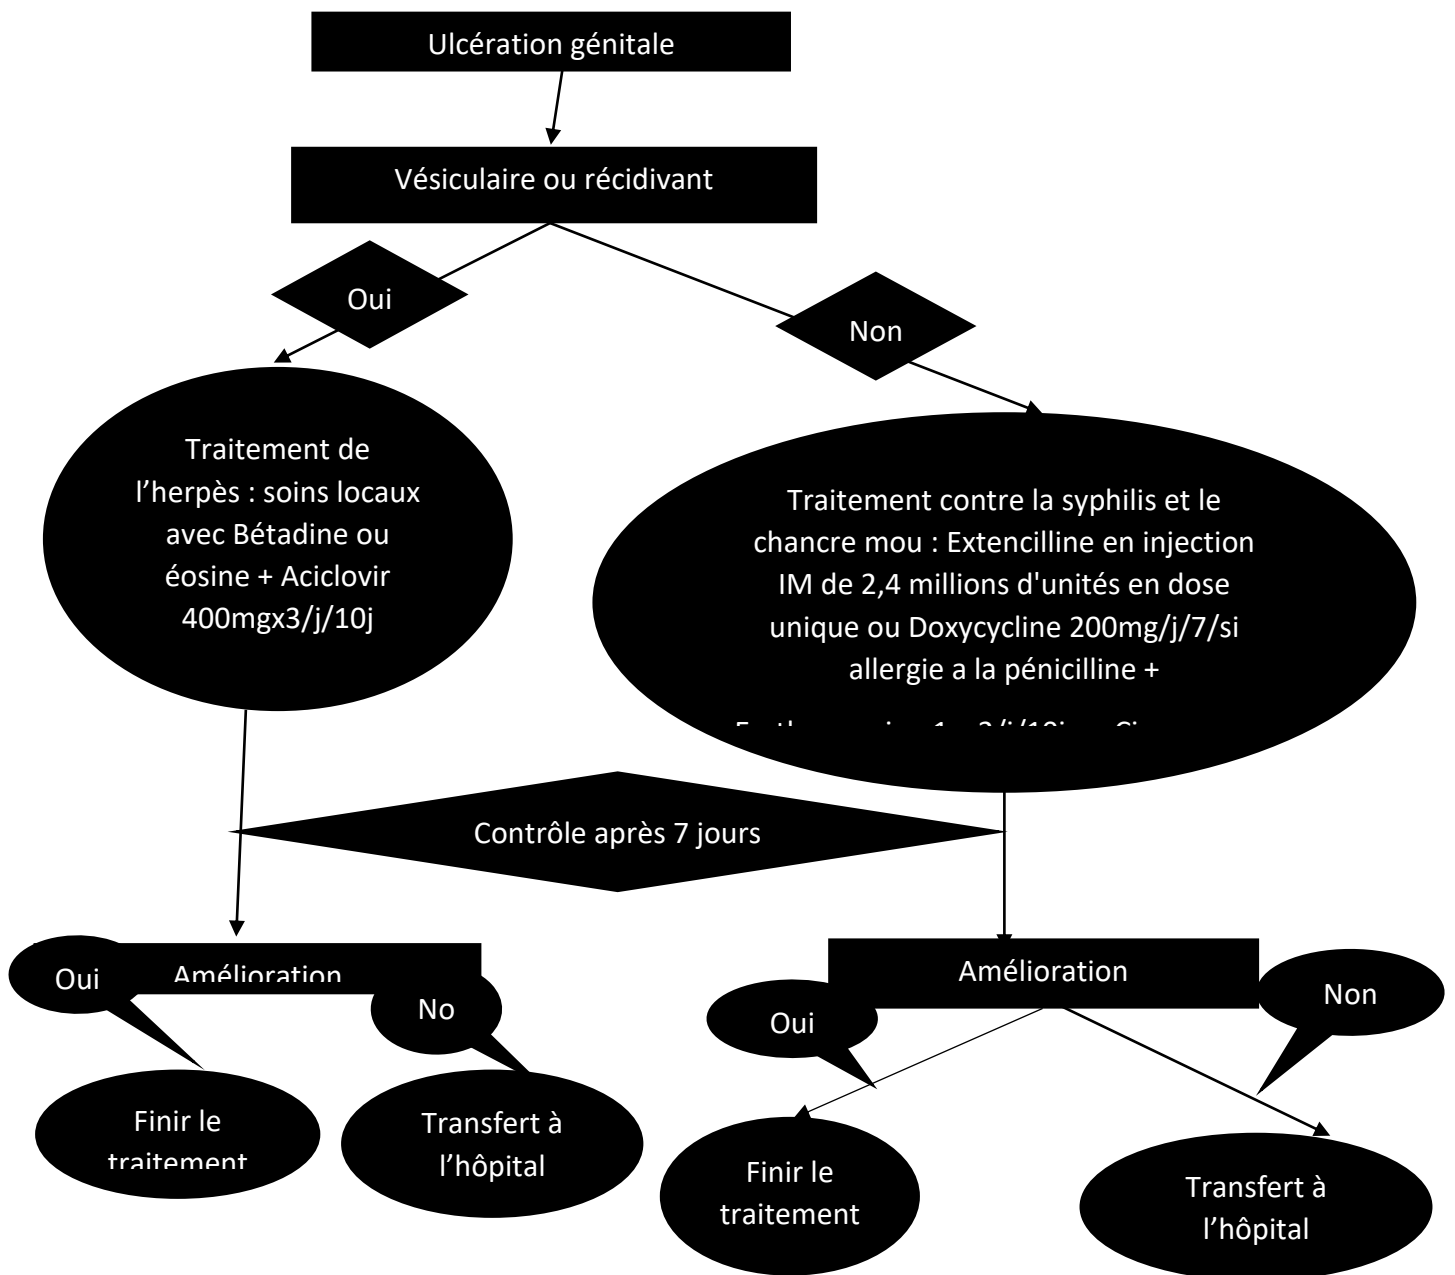 Ulcération génitale
Vésiculaire ou récidivant
Oui
Non
Traitement de
l’herpès : soins locaux
avec Bétadine ou
éosine + Aciclovir
400mgx3/j/10j
Traitement contre la syphilis et le
chancre mou : Extencilline en injection
IM de 2,4 millions d'unités en dose
unique ou Doxycycline 200mg/j/7/si
allergie a la pénicilline +
Contrôle après 7 jours
Oui
Amélioration
No
Amélioration
Oui
Non
Finir le
traitement
Transfert à
l’hôpital
Finir le
traitement
Transfert à
l’hôpital